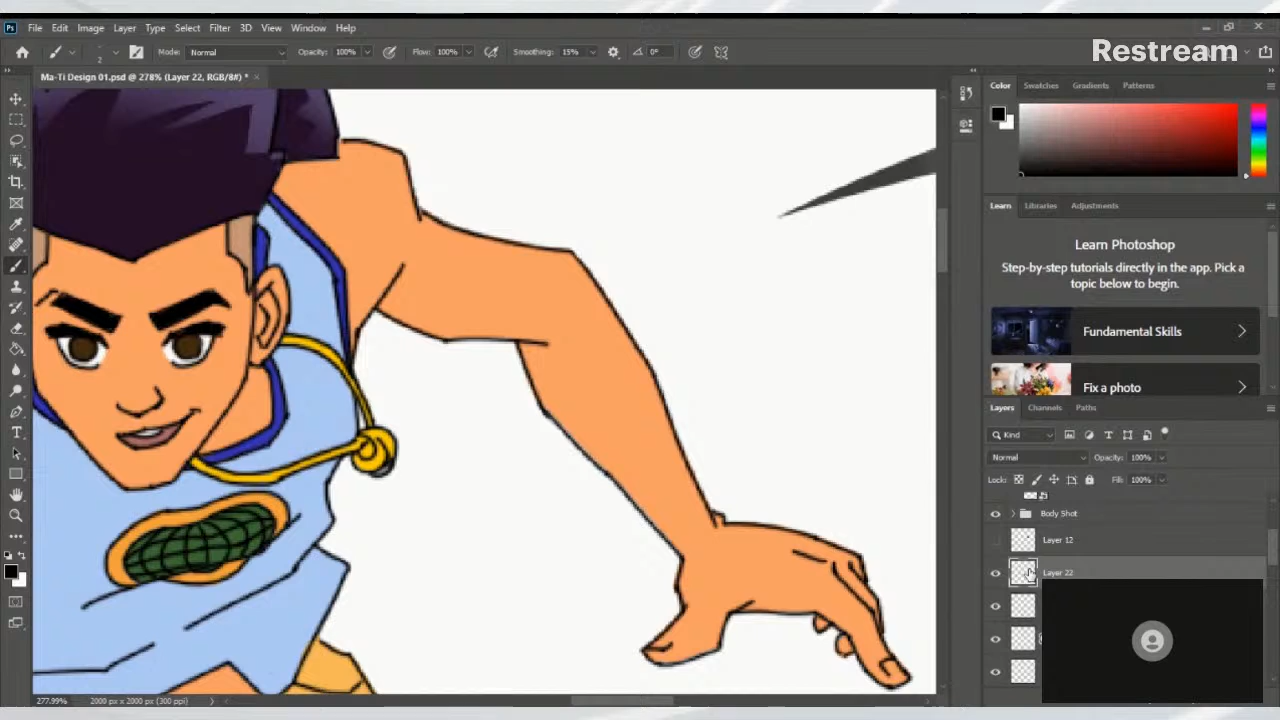 Ps File Edit Image Layer Type Select Filter 3D View Window Help
2 Mode: Normal Opacity: 100% Flow: 100% Smoothing: 15% 0°
Restream
Ma-Ti Design 01.psd @ 278% (Layer 22, RGB/8#) *
Color Swatches Gradients Patterns
Learn Libraries Adjustments
Learn Photoshop
Step-by-step tutorials directly in the app. Pick a
topic below to begin.
Fundamental Skills
Fix a photo
Layers Channels Paths
Kind
Normal Opacity: 100%
Lock: Fill: 100%
Body Shot
Layer 12
Layer 22
277.99% 2000 px x 2000 px (300 ppi)